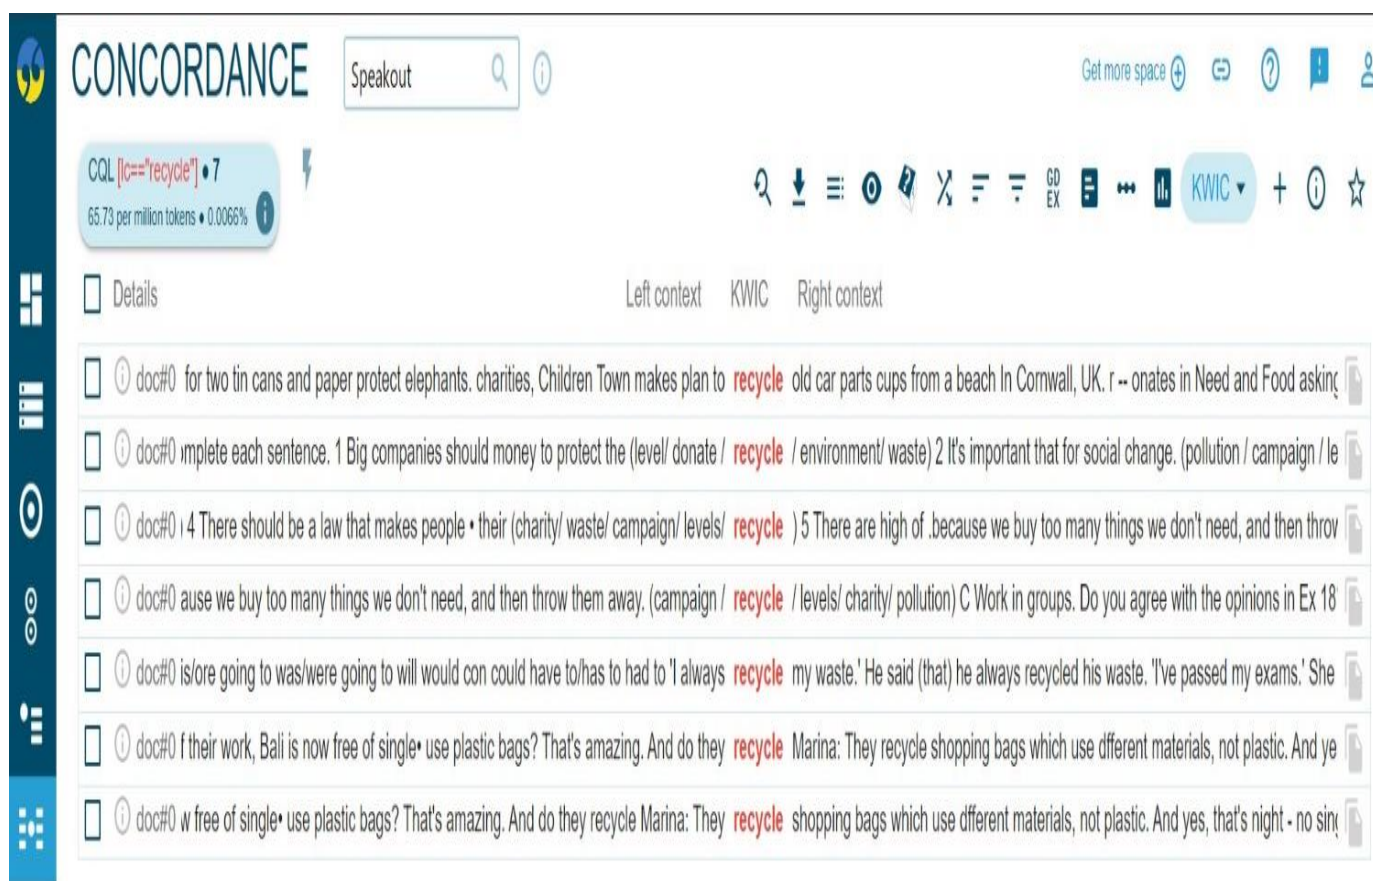 CONCORDANCE
Speakout
Get more space
CQL [lc=="recycle"] • 7
65.73 per million tokens • 0.0066%
GD
EX
KWIC
Details Left context KWIC Right context
doc#0 for two tin cans and paper protect elephants. charities, Children Town makes plan to recycle old car parts cups from a beach In Cornwall, UK. r -- onates in Need and Food asking
doc#0 omplete each sentence. 1 Big companies should money to protect the (level/ donate / recycle / environment/ waste) 2 It's important that for social change. (pollution / campaign / le
doc#0 4 There should be a law that makes people • their (charity/ waste/ campaign/ levels/ recycle ) 5 There are high of .because we buy too many things we don't need, and then throv
doc#0 ause we buy too many things we don't need, and then throw them away. (campaign / recycle / levels/ charity/ pollution) C Work in groups. Do you agree with the opinions in Ex 18
doc#0 is/ore going to was/were going to will would con could have to/has to had to 'I always recycle my waste.' He said (that) he always recycled his waste. 'I've passed my exams.' She
doc#0 f their work, Bali is now free of single• use plastic bags? That's amazing. And do they recycle Marina: They recycle shopping bags which use dfferent materials, not plastic. And ye
doc#0 w free of single• use plastic bags? That's amazing. And do they recycle Marina: They recycle shopping bags which use dfferent materials, not plastic. And yes, that's night - no sing